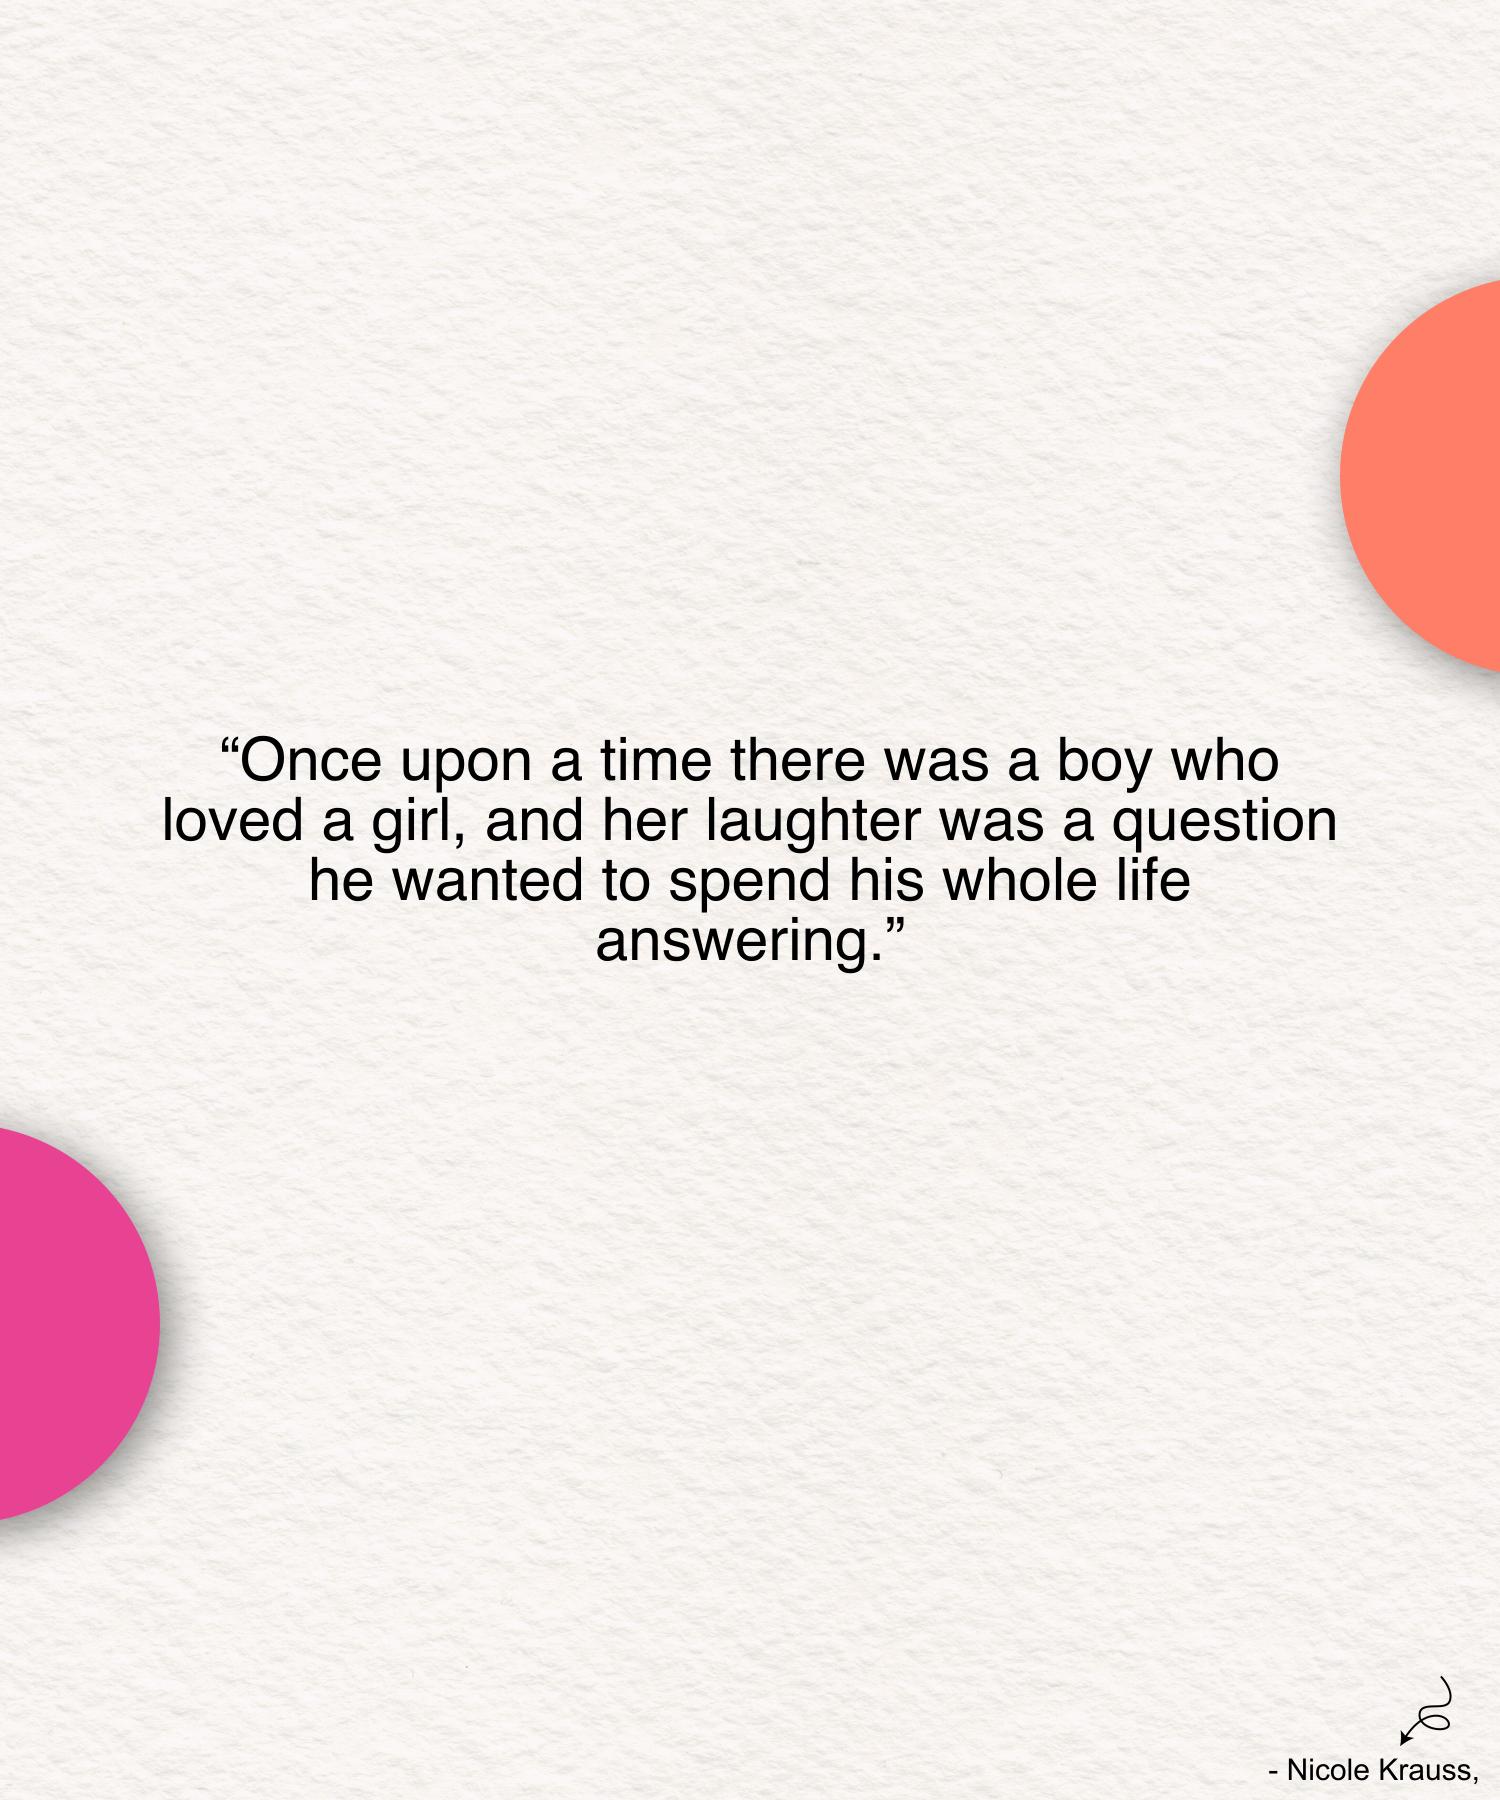 “Once upon a time there was a boy who
loved a girl, and her laughter was a question
he wanted to spend his whole life
answering.”
- Nicole Krauss,